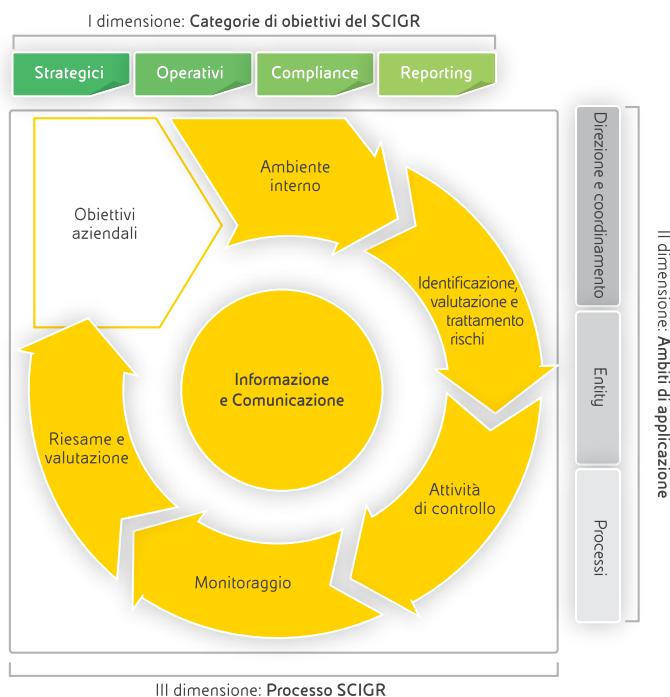 I dimensione: Categorie di obiettivi del SCIGR
Strategici
Operativi
Compliance
Reporting
Obiettivi
aziendali
Ambiente
interno
Identificazione,
valutazione e
trattamento
rischi
Informazione
e Comunicazione
Riesame e
valutazione
Attività
di controllo
Monitoraggio
Direzione e coordinamento
Entity
Processi
II dimensione: Ambiti di applicazione
III dimensione: Processo SCIGR